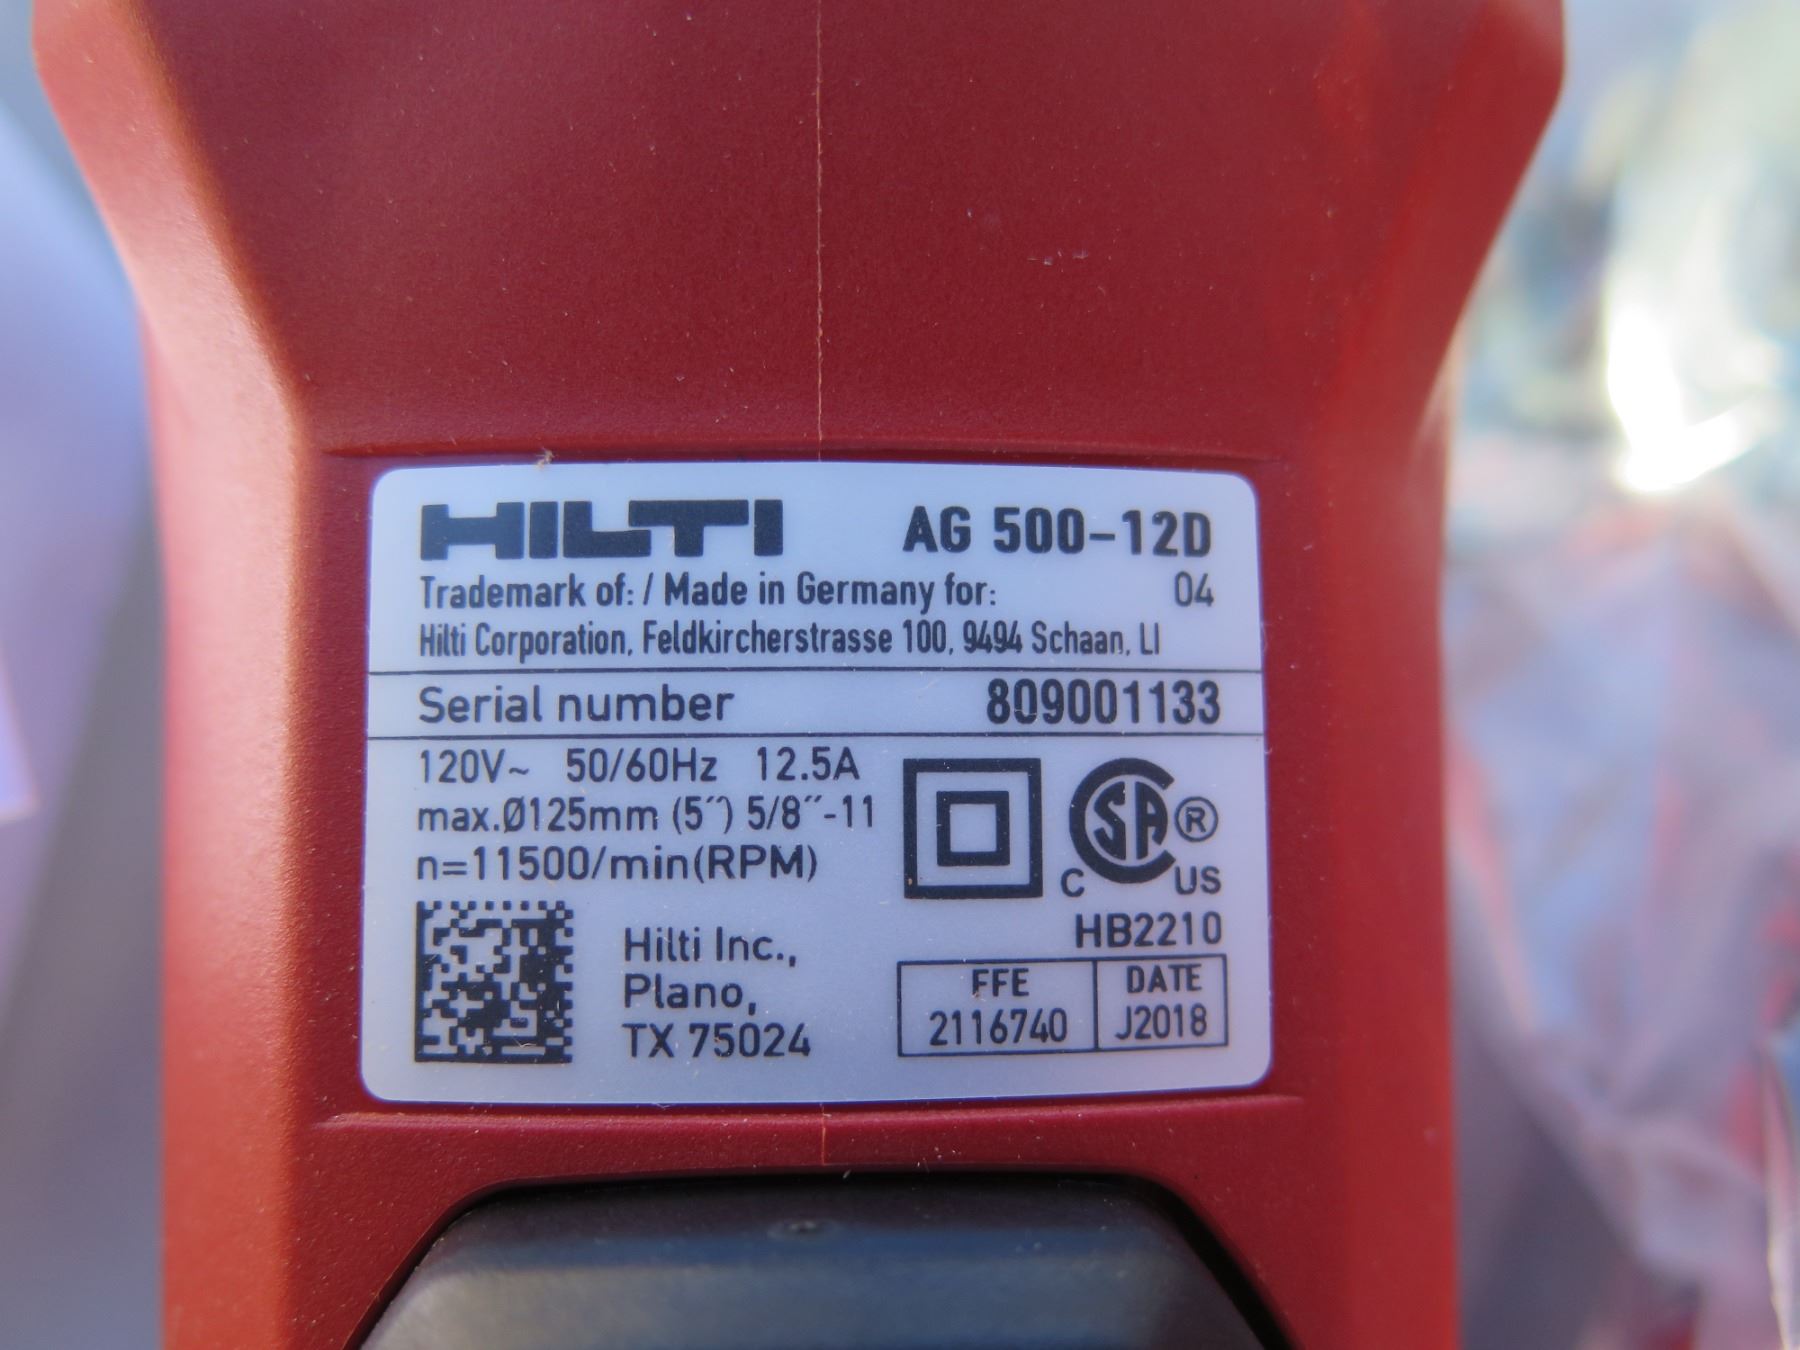 HILTI AG 500-12D
Trademark of: / Made in Germany for: 04
Hilti Corporation, Feldkircherstrasse 100, 9494 Schaan, LI
Serial number 809001133
120V~ 50/60Hz 12.5A
max.Ø125mm (5˝) 5/8˝-11
n=11500/min(RPM)
CSA ®
C US
HB2210
Hilti Inc.,
Plano,
TX 75024
FFE DATE
2116740 J2018